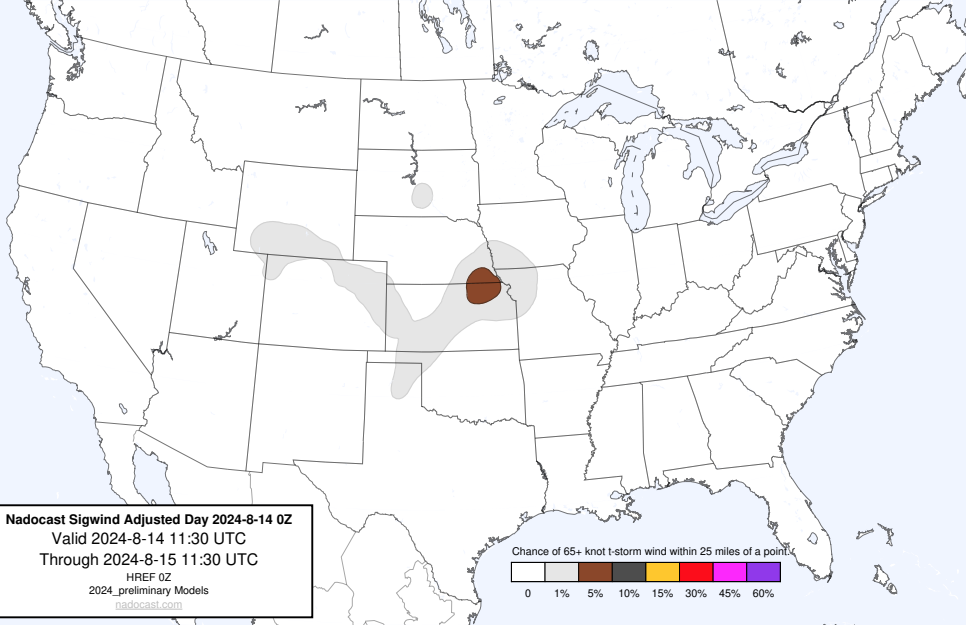 Nadocast Sigwind Adjusted Day 2024-8-14 0Z
Valid 2024-8-14 11:30 UTC
Through 2024-8-15 11:30 UTC
HREF 0Z
2024_preliminary Models
nadocast.com
Chance of 65+ knot t-storm wind within 25 miles of a point.
0 1% 5% 10% 15% 30% 45% 60%